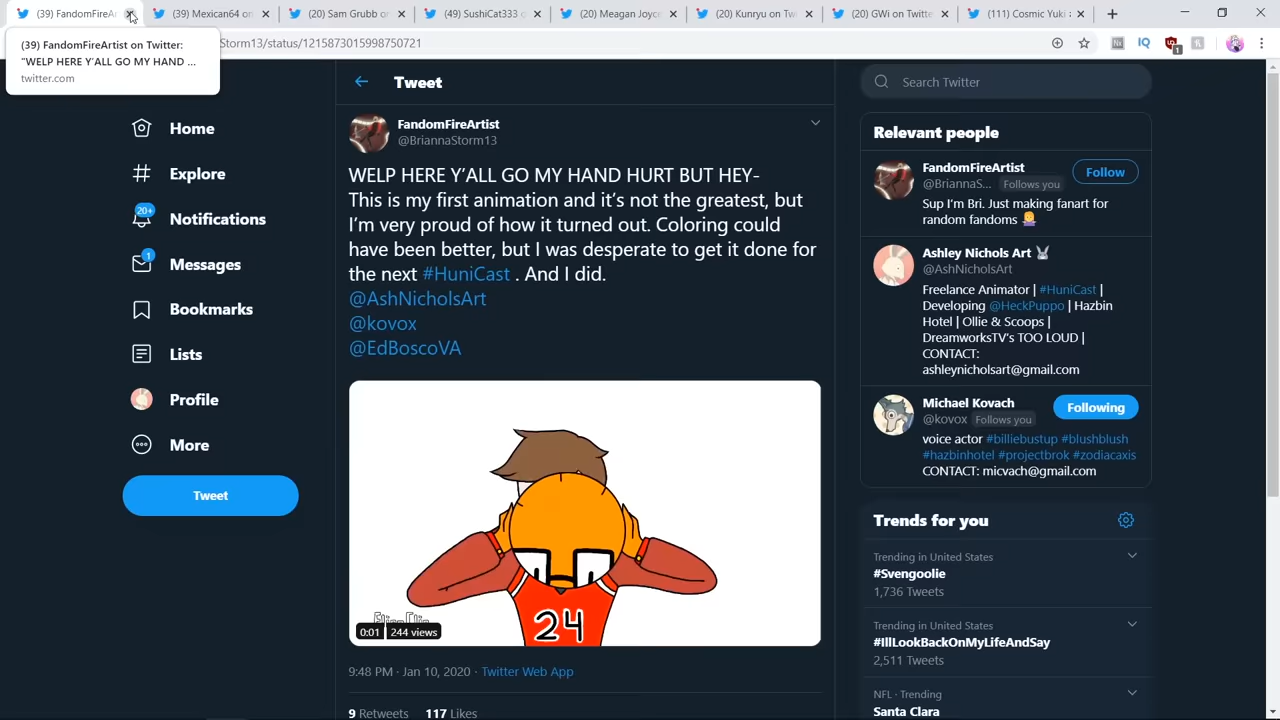 (39) FandomFireAr
(39) Mexican64 on
(20) Sam Grubb on
(49) SushiCat333 o
(20) Meagan Joyce
(20) Kunryu on Twi
(20) GWi on Twitte
(111) Cosmic Yuki
(39) FandomFireArtist on Twitter:
"WELP HERE Y'ALL GO MY HAND ...
twitter.com
Storm13/status/1215873015998750721
IQ
1
Home
Explore
20+
Notifications
1
Messages
Bookmarks
Lists
Profile
More
Tweet
Tweet
FandomFireArtist
@BriannaStorm13
WELP HERE Y'ALL GO MY HAND HURT BUT HEY-
This is my first animation and it's not the greatest, but
I'm very proud of how it turned out. Coloring could
have been better, but I was desperate to get it done for
the next #HuniCast . And I did.
@AshNicholsArt
@kovox
@EdBoscoVA
24
0:01
244 views
9:48 PM · Jan 10, 2020 · Twitter Web App
9 Retweets 117 Likes
Search Twitter
Relevant people
FandomFireArtist
@BriannaS... Follows you
Follow
Sup I'm Bri. Just making fanart for
random fandoms
Ashley Nichols Art
@AshNicholsArt
Freelance Animator | #HuniCast |
Developing @HeckPuppo | Hazbin
Hotel | Ollie & Scoops |
DreamworksTV's TOO LOUD |
CONTACT:
ashleynicholsart@gmail.com
Michael Kovach
@kovox Follows you
Following
voice actor #billiebustup #blushblush
#hazbinhotel #projectbrok #zodiacaxis
CONTACT: micvach@gmail.com
Trends for you
Trending in United States
#Svengoolie
1,736 Tweets
Trending in United States
#IllLookBackOnMyLifeAndSay
2,511 Tweets
NFL · Trending
Santa Clara